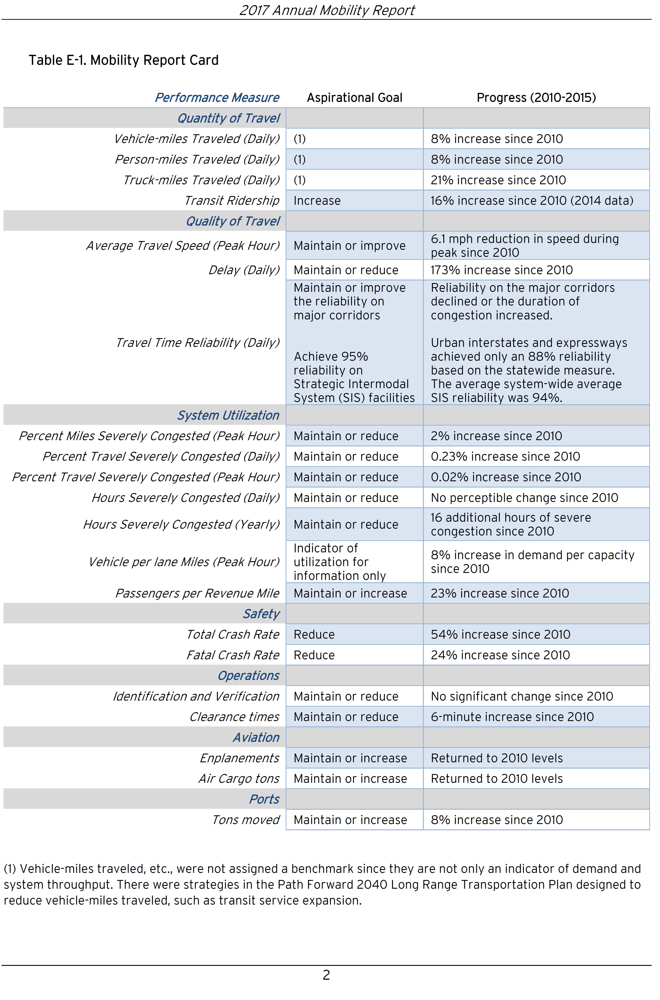 2017 Annual Mobility Report
Table E-1. Mobility Report Card
Performance Measure Aspirational Goal Progress (2010-2015)
Quantity of Travel
Vehicle-miles Traveled (Daily) (1) 8% increase since 2010
Person-miles Traveled (Daily) (1) 8% increase since 2010
Truck-miles Traveled (Daily) (1) 21% increase since 2010
Transit Ridership Increase 16% increase since 2010 (2014 data)
Quality of Travel
Average Travel Speed (Peak Hour) Maintain or improve 6.1 mph reduction in speed during
peak since 2010
Delay (Daily) Maintain or reduce 173% increase since 2010
Travel Time Reliability (Daily)
Maintain or improve
the reliability on
major corridors
Achieve 95%
reliability on
Strategic Intermodal
System (SIS) facilities
Reliability on the major corridors
declined or the duration of
congestion increased.
Urban interstates and expressways
achieved only an 88% reliability
based on the statewide measure.
The average system-wide average
SIS reliability was 94%.
System Utilization
Percent Miles Severely Congested (Peak Hour) Maintain or reduce 2% increase since 2010
Percent Travel Severely Congested (Daily) Maintain or reduce 0.23% increase since 2010
Percent Travel Severely Congested (Peak Hour) Maintain or reduce 0.02% increase since 2010
Hours Severely Congested (Daily) Maintain or reduce No perceptible change since 2010
Hours Severely Congested (Yearly) Maintain or reduce 16 additional hours of severe
congestion since 2010
Vehicle per lane Miles (Peak Hour)
Indicator of
utilization for
information only
8% increase in demand per capacity
since 2010
Passengers per Revenue Mile Maintain or increase 23% increase since 2010
Safety
Total Crash Rate Reduce 54% increase since 2010
Fatal Crash Rate Reduce 24% increase since 2010
Operations
Identification and Verification Maintain or reduce No significant change since 2010
Clearance times Maintain or reduce 6-minute increase since 2010
Aviation
Enplanements Maintain or increase Returned to 2010 levels
Air Cargo tons Maintain or increase Returned to 2010 levels
Ports
Tons moved Maintain or increase 8% increase since 2010
(1) Vehicle-miles traveled, etc., were not assigned a benchmark since they are not only an indicator of demand and
system throughput. There were strategies in the Path Forward 2040 Long Range Transportation Plan designed to
reduce vehicle-miles traveled, such as transit service expansion.
2